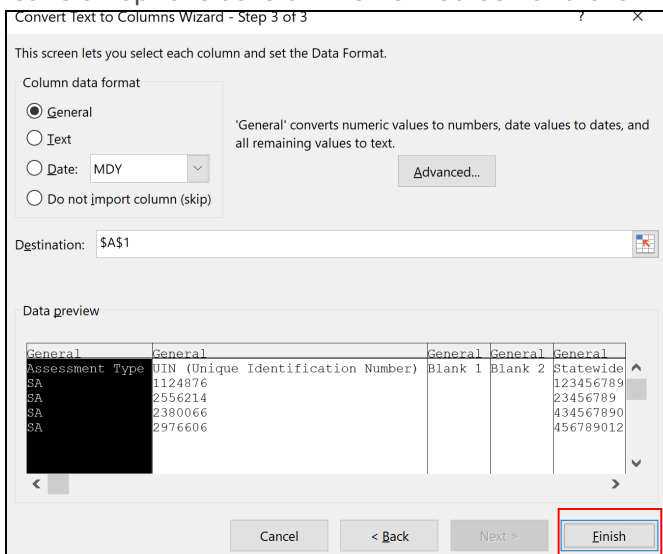 Convert Text to Columns Wizard - Step 3 of 3 ? ×
This screen lets you select each column and set the Data Format.
Column data format
General
Text
Date: MDY
Do not import column (skip)
'General' converts numeric values to numbers, date values to dates, and
all remaining values to text.
Advanced...
Destination: $A$1
Data preview
General General General General General
Assessment Type UIN (Unique Identification Number) Blank 1 Blank 2 Statewide
SA 1124876 123456789
SA 2556214 23456789
SA 2380066 434567890
SA 2976606 456789012
Cancel < Back Next > Finish